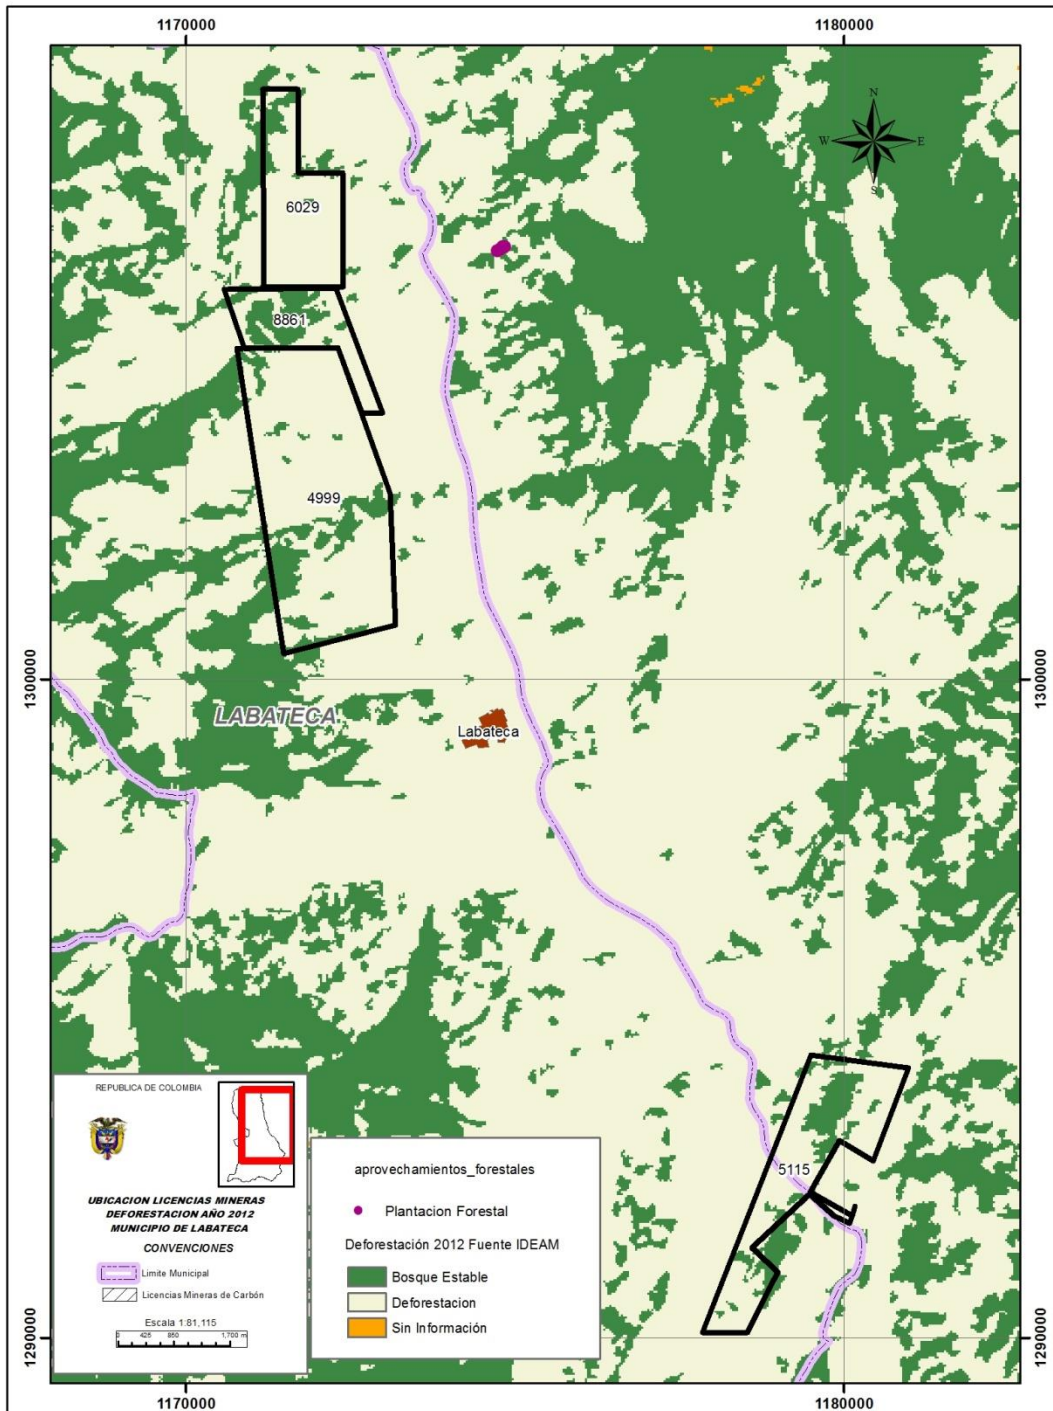 1170000
1180000
N
W
E
S
6029
8861
4999
1300000
1300000
LABATECA
Labateca
5115
1290000
1290000
REPUBLICA DE COLOMBIA
UBICACION LICENCIAS MINERAS
DEFORESTACION AÑO 2012
MUNICIPIO DE LABATECA
CONVENCIONES
Limite Municipal
Licencias Mineras de Carbón
Escala 1:81,115
0 425 850 1,700 m
aprovechamientos_forestales
Plantacion Forestal
Deforestación 2012 Fuente IDEAM
Bosque Estable
Deforestacion
Sin Información
1170000
1180000